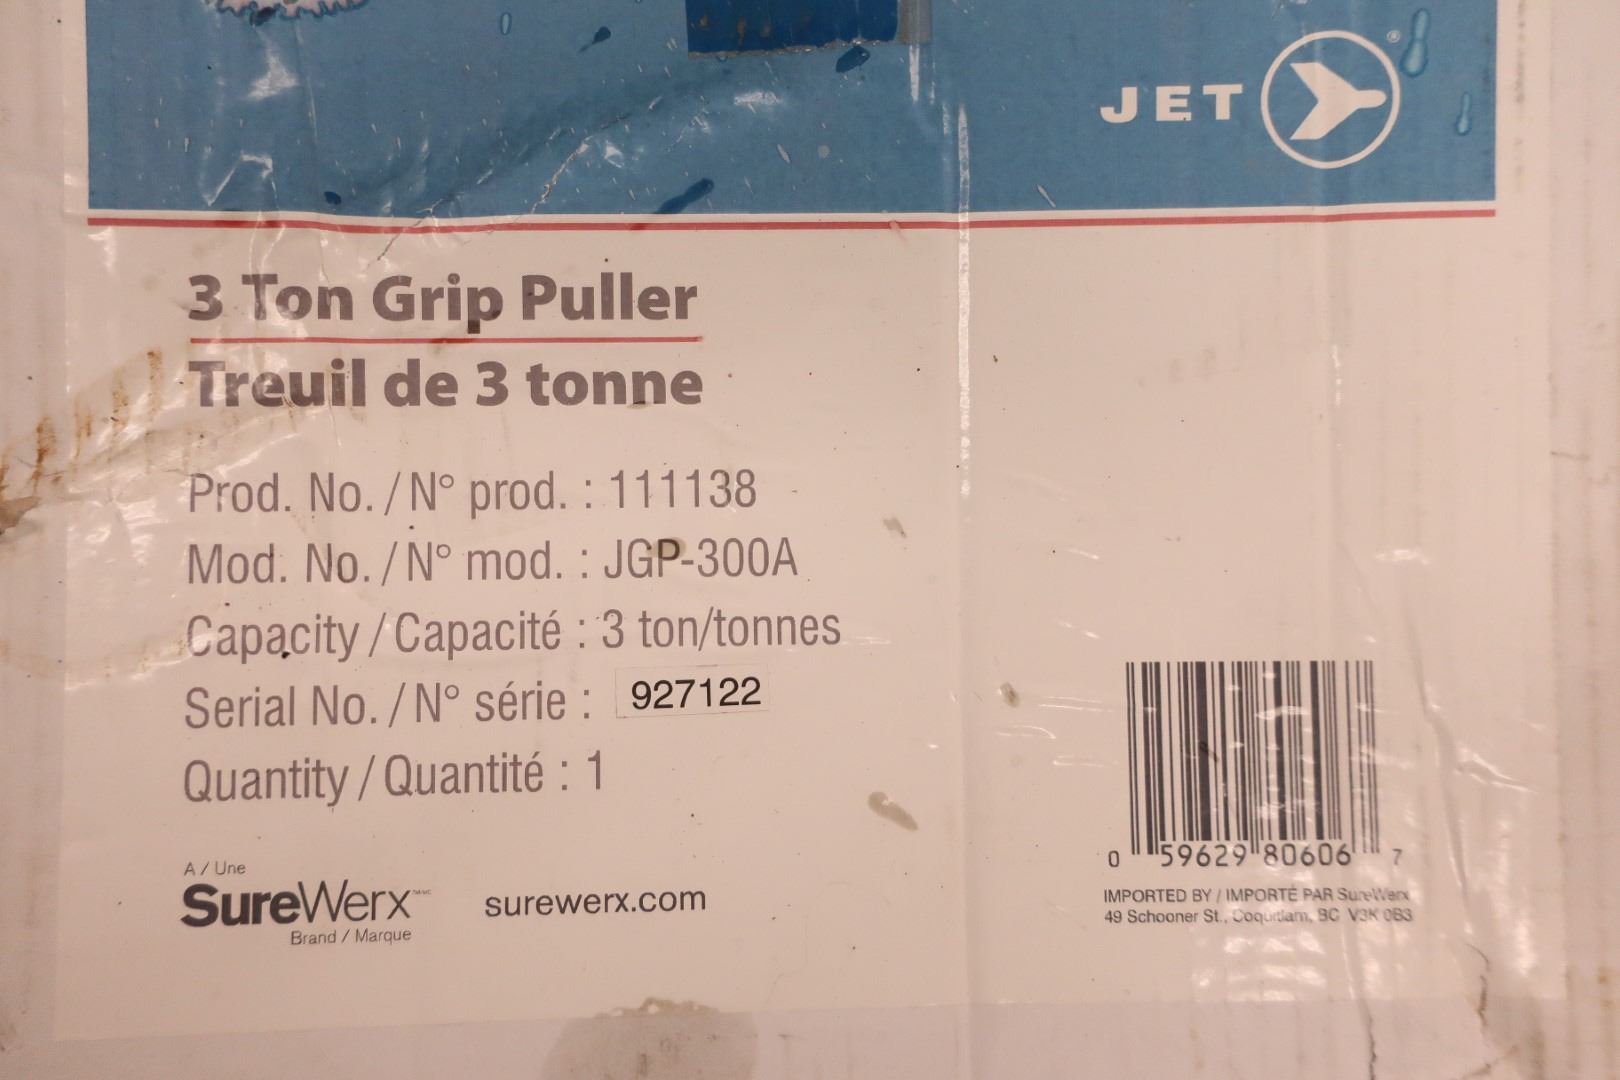 JET ®
3 Ton Grip Puller
Treuil de 3 tonne
Prod. No. / N° prod. : 111138
Mod. No. / N° mod. : JGP-300A
Capacity / Capacité : 3 ton/tonnes
Serial No. / N° série : 927122
Quantity / Quantité : 1
A / Une
SureWerx
Brand / Marque
surewerx.com
0 59629 80606 7
IMPORTED BY / IMPORTÉ PAR SureWerx
49 Schooner St., Coquitlam, BC V3K 0B3